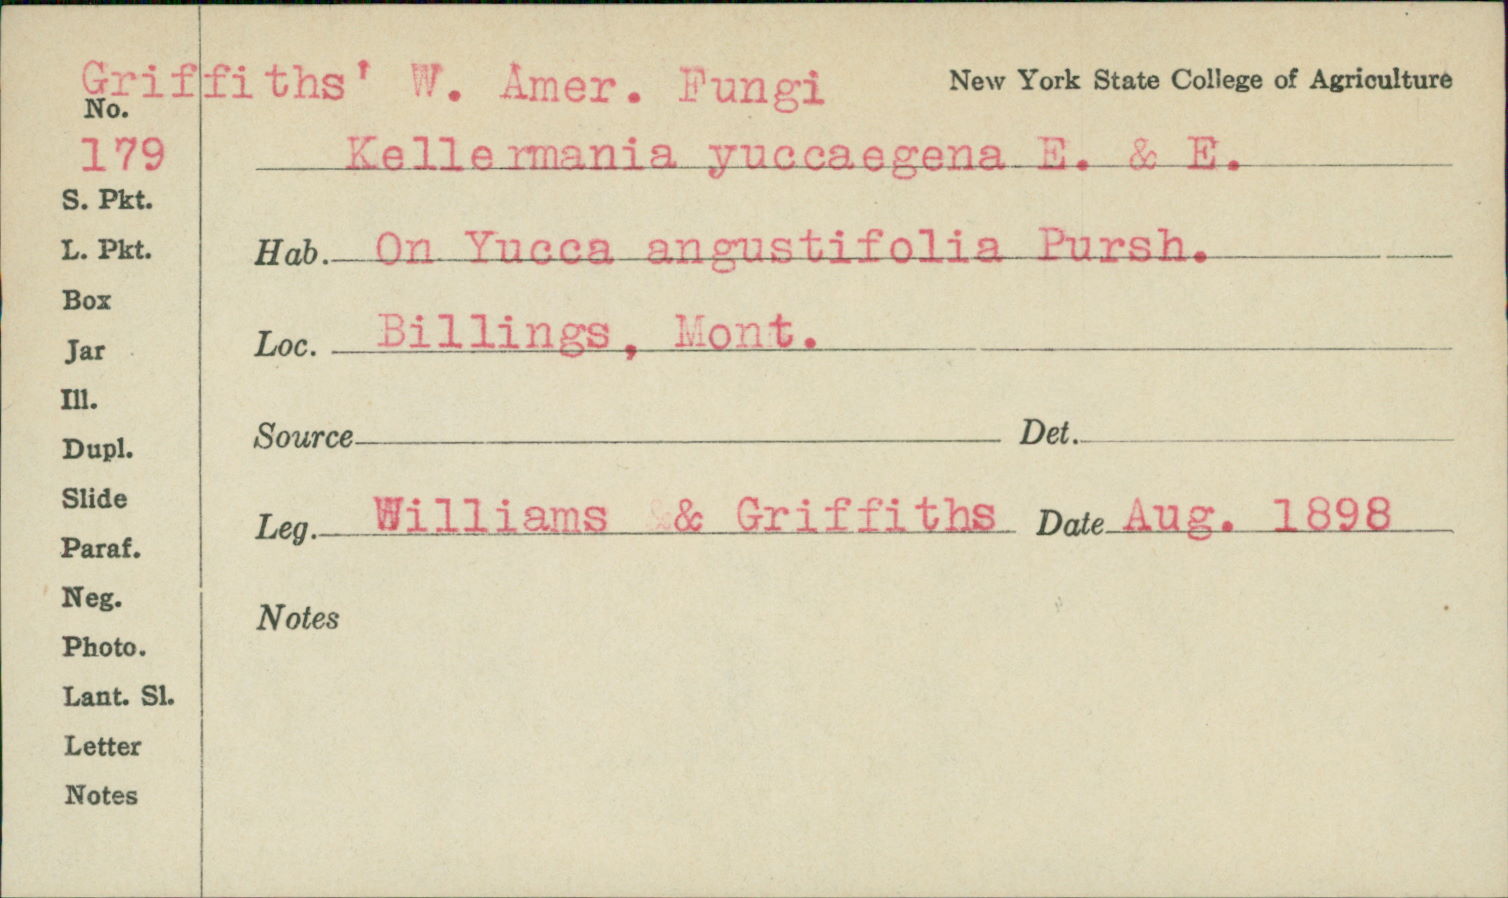 Griffiths' W. Amer. Fungi
New York State College of Agriculture
No.
179
Kellermania yuccaegena E. & E.
S. Pkt.
L. Pkt.
Hab. On Yucca angustifolia Pursh.
Box
Jar
Loc. Billings, Mont.
Ill.
Dupl.
Source Det.
Slide
Leg. Williams & Griffiths Date Aug. 1898
Paraf.
Neg.
Notes
Photo.
Lant. Sl.
Letter
Notes